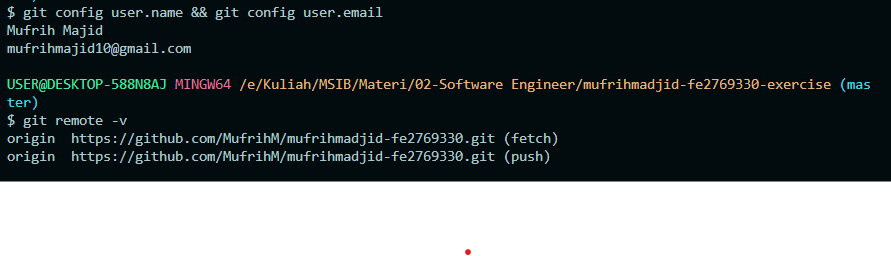 $ git config user.name && git config user.email
Mufrih Majid
mufrihmajid10@gmail.com
USER@DESKTOP-588N8AJ MINGW64 /e/Kuliah/MSIB/Materi/02-Software Engineer/mufrihmadjid-fe2769330-exercise (mas
ter)
$ git remote -v
origin  https://github.com/MufrihM/mufrihmadjid-fe2769330.git (fetch)
origin  https://github.com/MufrihM/mufrihmadjid-fe2769330.git (push)